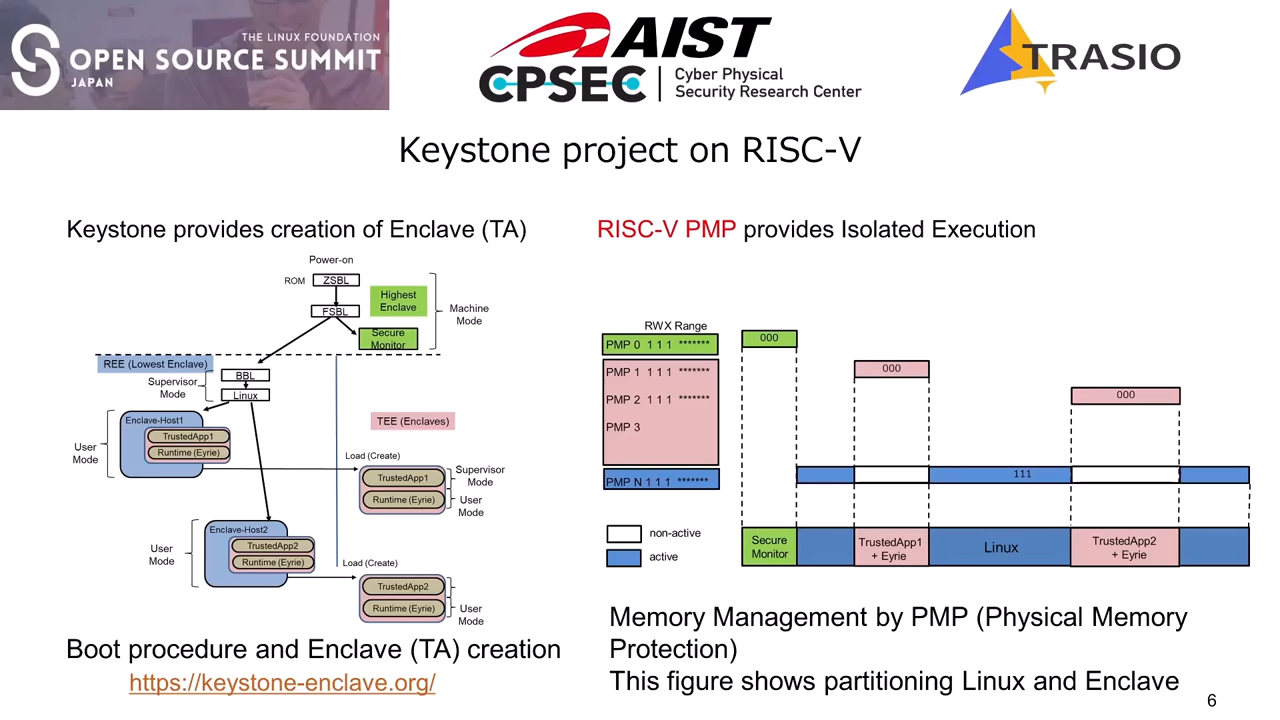 THE LINUX FOUNDATION
OPEN SOURCE SUMMIT
JAPAN
AIST
CPSEC
Cyber Physical
Security Research Center
TRASIO
Keystone project on RISC-V
Keystone provides creation of Enclave (TA)
Power-on
ROM
ZSBL
FSBL
Highest
Enclave
Secure
Monitor
Machine
Mode
REE (Lowest Enclave)
BBL
Supervisor
Mode
Linux
TEE (Enclaves)
Enclave-Host1
TrustedApp1
Runtime (Eyrie)
User
Mode
Load (Create)
TrustedApp1
Runtime (Eyrie)
Supervisor
Mode
User
Mode
Enclave-Host2
TrustedApp2
Runtime (Eyrie)
User
Mode
Load (Create)
TrustedApp2
Runtime (Eyrie)
User
Mode
Boot procedure and Enclave (TA) creation
https://keystone-enclave.org/
RISC-V PMP provides Isolated Execution
RWX Range
PMP 0 1 1 1 *******
PMP 1 1 1 1 *******
PMP 2 1 1 1 *******
PMP 3
PMP N 1 1 1 *******
000
000
000
111
non-active
active
Secure
Monitor
TrustedApp1
+ Eyrie
Linux
TrustedApp2
+ Eyrie
Memory Management by PMP (Physical Memory
Protection)
This figure shows partitioning Linux and Enclave
6